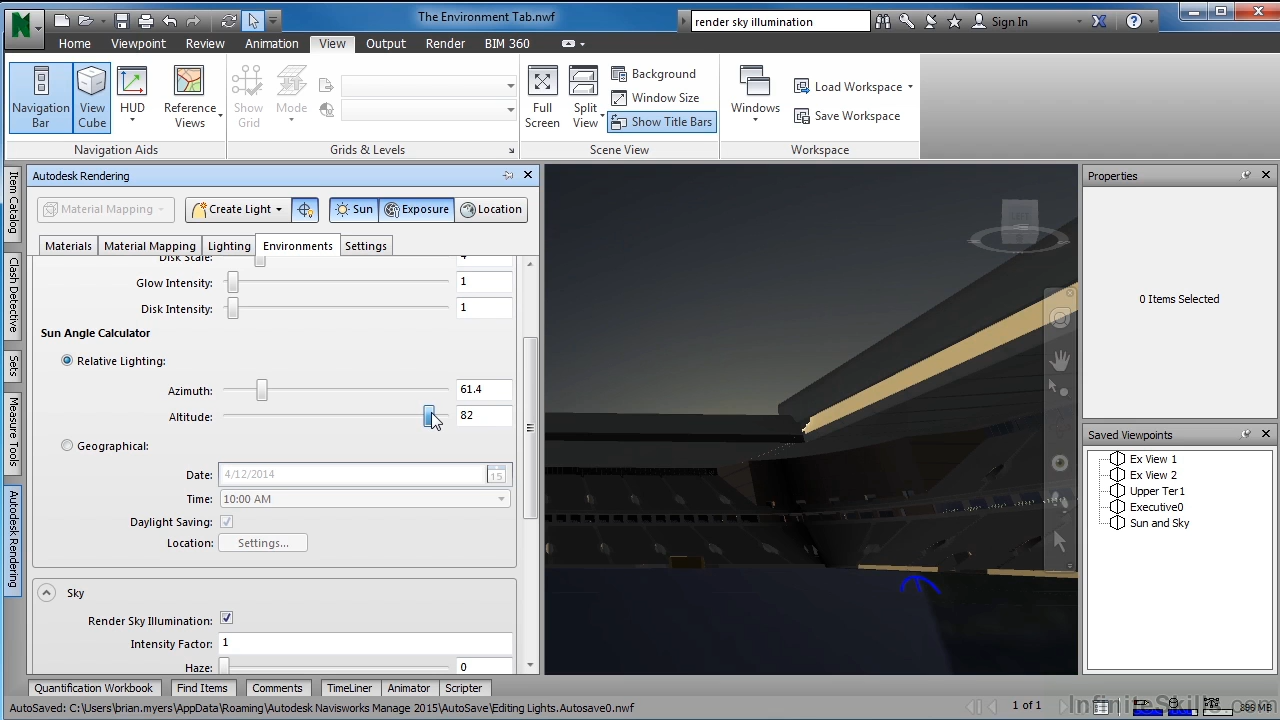 The Environment Tab.nwf
render sky illumination
Sign In
Home Viewpoint Review Animation View Output Render BIM 360
Navigation Bar
View Cube
HUD
Reference Views
Show Grid
Mode
Full Screen
Split View
Background
Window Size
Show Title Bars
Windows
Load Workspace
Save Workspace
Navigation Aids
Grids & Levels
Scene View
Workspace
Item Catalog
Clash Detective
Sets
Measure Tools
Autodesk Rendering
Autodesk Rendering
Material Mapping Create Light Sun Exposure Location
Materials Material Mapping Lighting Environments Settings
Disk Scale: 4
Glow Intensity: 1
Disk Intensity: 1
Sun Angle Calculator
Relative Lighting:
Azimuth: 61.4
Altitude: 82
Geographical:
Date: 4/12/2014 15
Time: 10:00 AM
Daylight Saving:
Location: Settings...
Sky
Render Sky Illumination:
Intensity Factor: 1
Haze: 0
Properties
0 Items Selected
Saved Viewpoints
Ex View 1
Ex View 2
Upper Ter1
Executive0
Sun and Sky
Quantification Workbook Find Items Comments TimeLiner Animator Scripter
AutoSaved: C:\Users\brian.myers\AppData\Roaming\Autodesk Naviswoks Manage 2015\AutoSave\Editing Lights.Autosave0.nwf
1 of 1
InfiniteSkills.com
MB